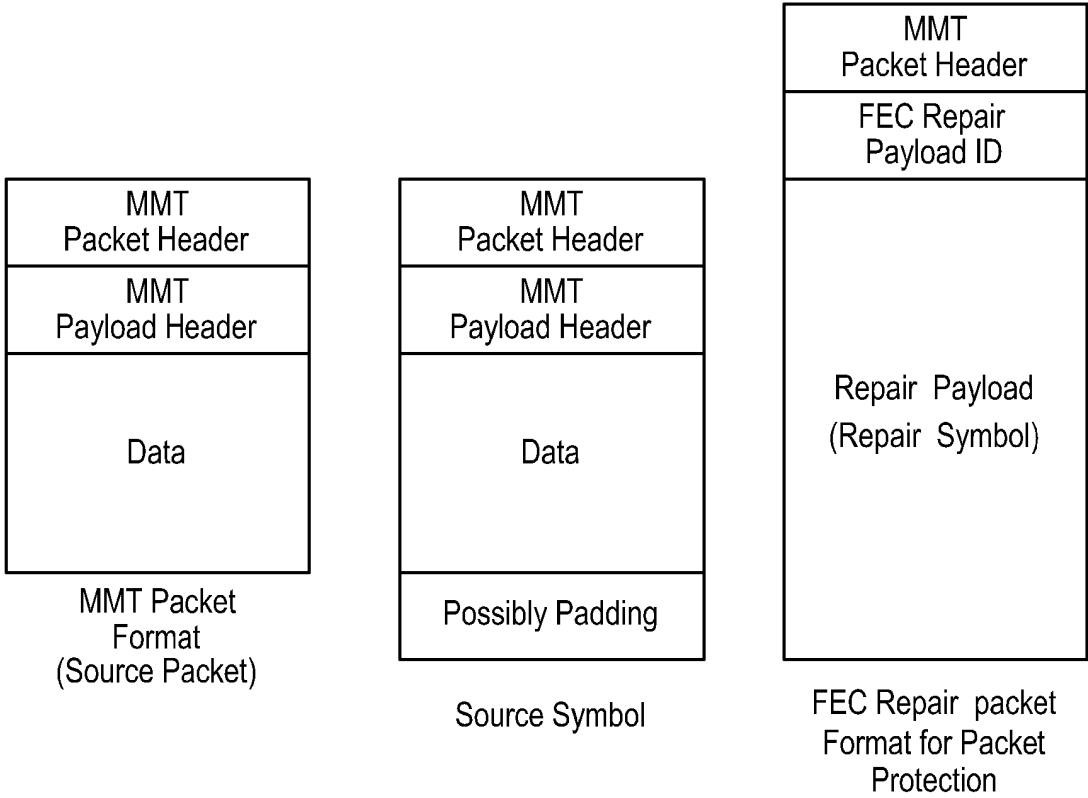 MMT
Packet Header
MMT
Payload Header
Data
MMT Packet
Format
(Source Packet)
MMT
Packet Header
MMT
Payload Header
Data
Possibly Padding
Source Symbol
MMT
Packet Header
FEC Repair
Payload ID
Repair Payload
(Repair Symbol)
FEC Repair packet
Format for Packet
Protection